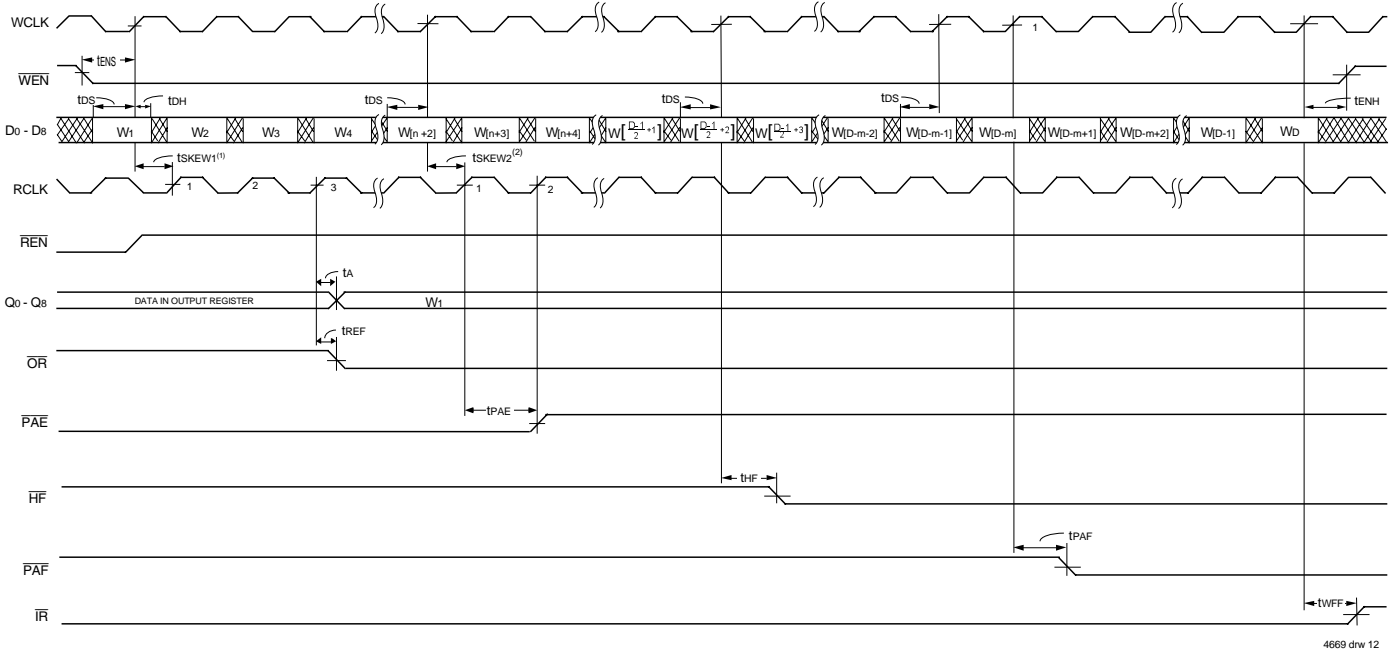 WCLK
1
tENS
WEN
tDS
tDH
tDS
tDS
tDS
tENH
D0 - D8
W1
W2
W3
W4
W[n +2]
W[n+3]
W[n+4]
W[D-1/2 +1]
W[D-1/2 +2]
W[D-1/2 +3]
W[D-m-2]
W[D-m-1]
W[D-m]
W[D-m+1]
W[D-m+2]
W[D-1]
WD
tSKEW1(1)
tSKEW2(2)
RCLK
1
2
3
1
2
REN
tA
Q0 - Q8
DATA IN OUTPUT REGISTER
W1
tREF
OR
tPAE
PAE
tHF
HF
tPAF
PAF
tWFF
IR
4669 drw 12